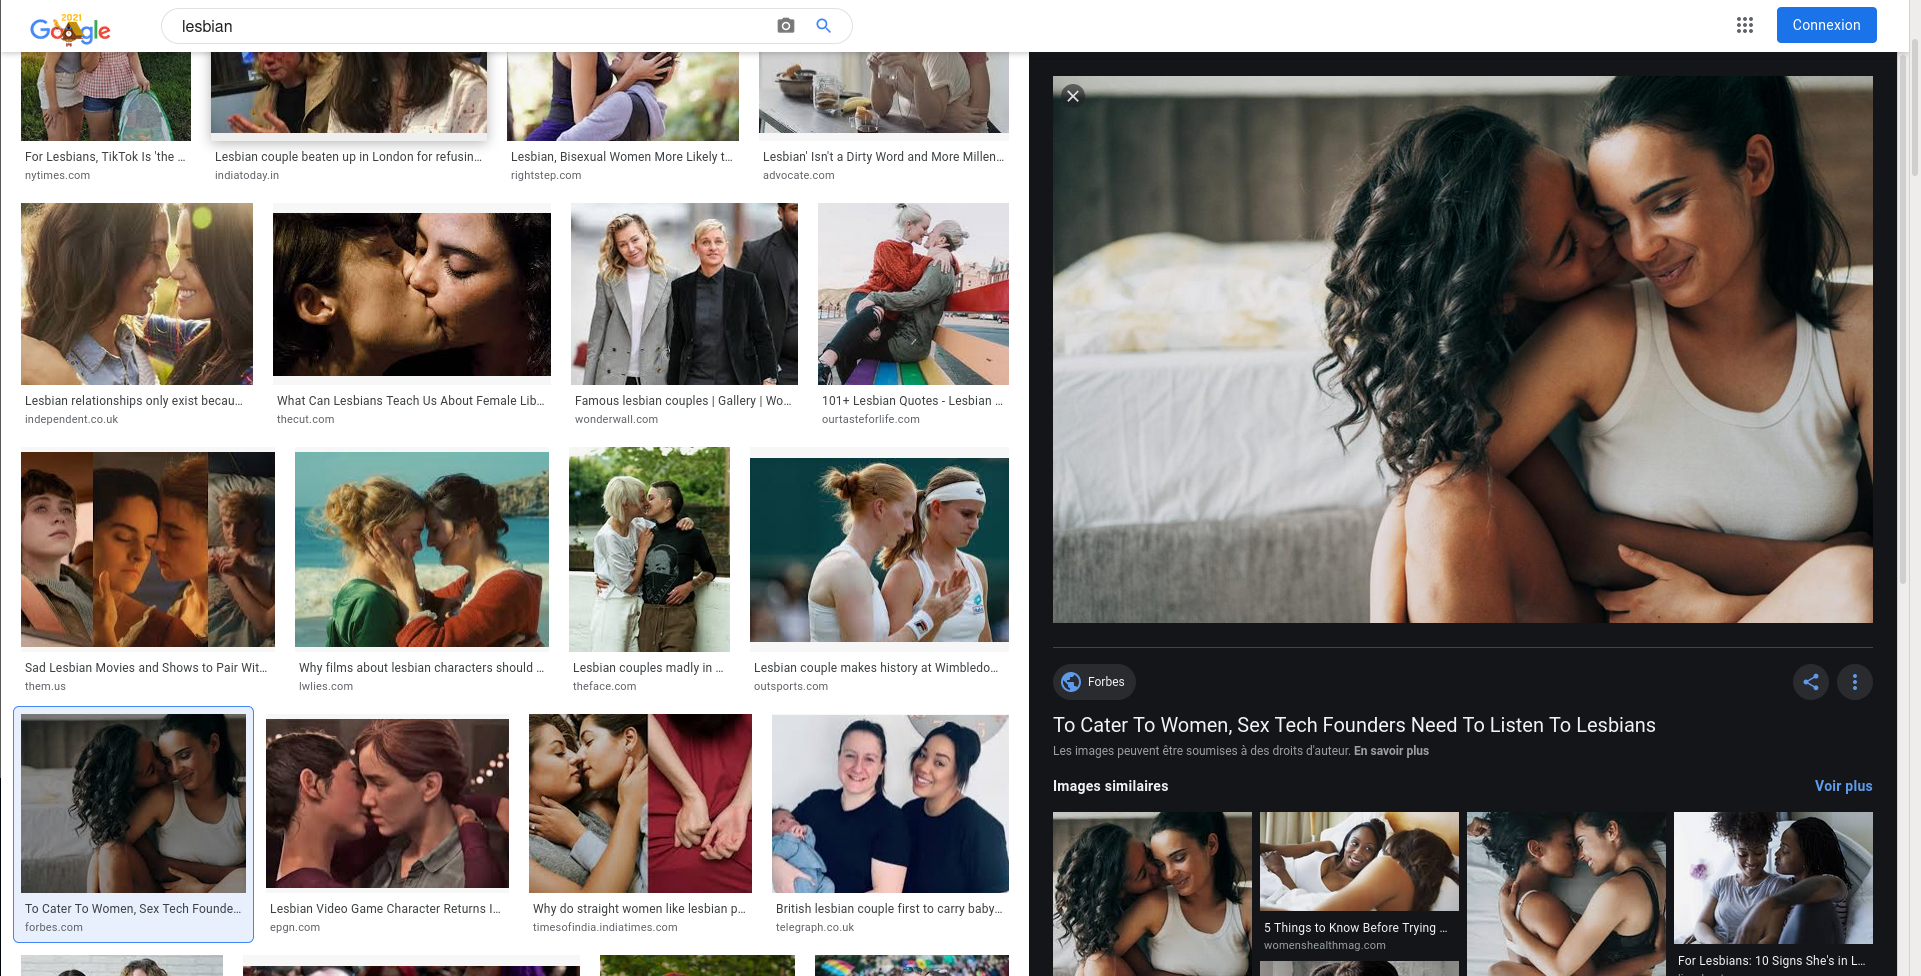 2021
Google
lesbian
Connexion
For Lesbians, TikTok Is 'the ...
nytimes.com
Lesbian couple beaten up in London for refusin...
indiatoday.in
Lesbian, Bisexual Women More Likely t...
rightstep.com
Lesbian' Isn't a Dirty Word and More Millen...
advocate.com
Lesbian relationships only exist becau...
independent.co.uk
What Can Lesbians Teach Us About Female Lib...
thecut.com
Famous lesbian couples | Gallery | Wo...
wonderwall.com
101+ Lesbian Quotes - Lesbian ...
ourtasteforlife.com
Sad Lesbian Movies and Shows to Pair Wit...
them.us
Why films about lesbian characters should ...
lwlies.com
Lesbian couples madly in ...
theface.com
Lesbian couple makes history at Wimbledo...
outsports.com
To Cater To Women, Sex Tech Founde...
forbes.com
Lesbian Video Game Character Returns I...
epgn.com
Why do straight women like lesbian p...
timesofindia.indiatimes.com
British lesbian couple first to carry baby...
telegraph.co.uk
Forbes
To Cater To Women, Sex Tech Founders Need To Listen To Lesbians
Les images peuvent être soumises à des droits d'auteur. En savoir plus
Images similaires
Voir plus
5 Things to Know Before Trying ...
womenshealthmag.com
For Lesbians: 10 Signs She's in L...